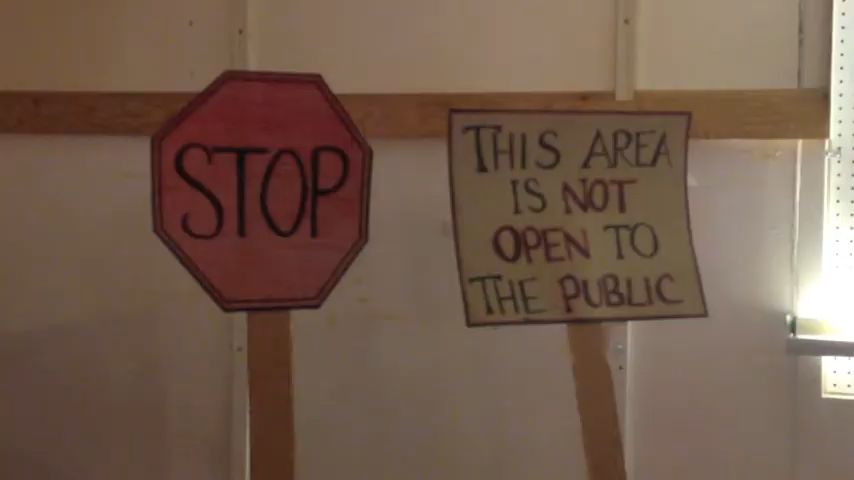 STOP
THIS AREA
IS NOT
OPEN TO
THE PUBLIC